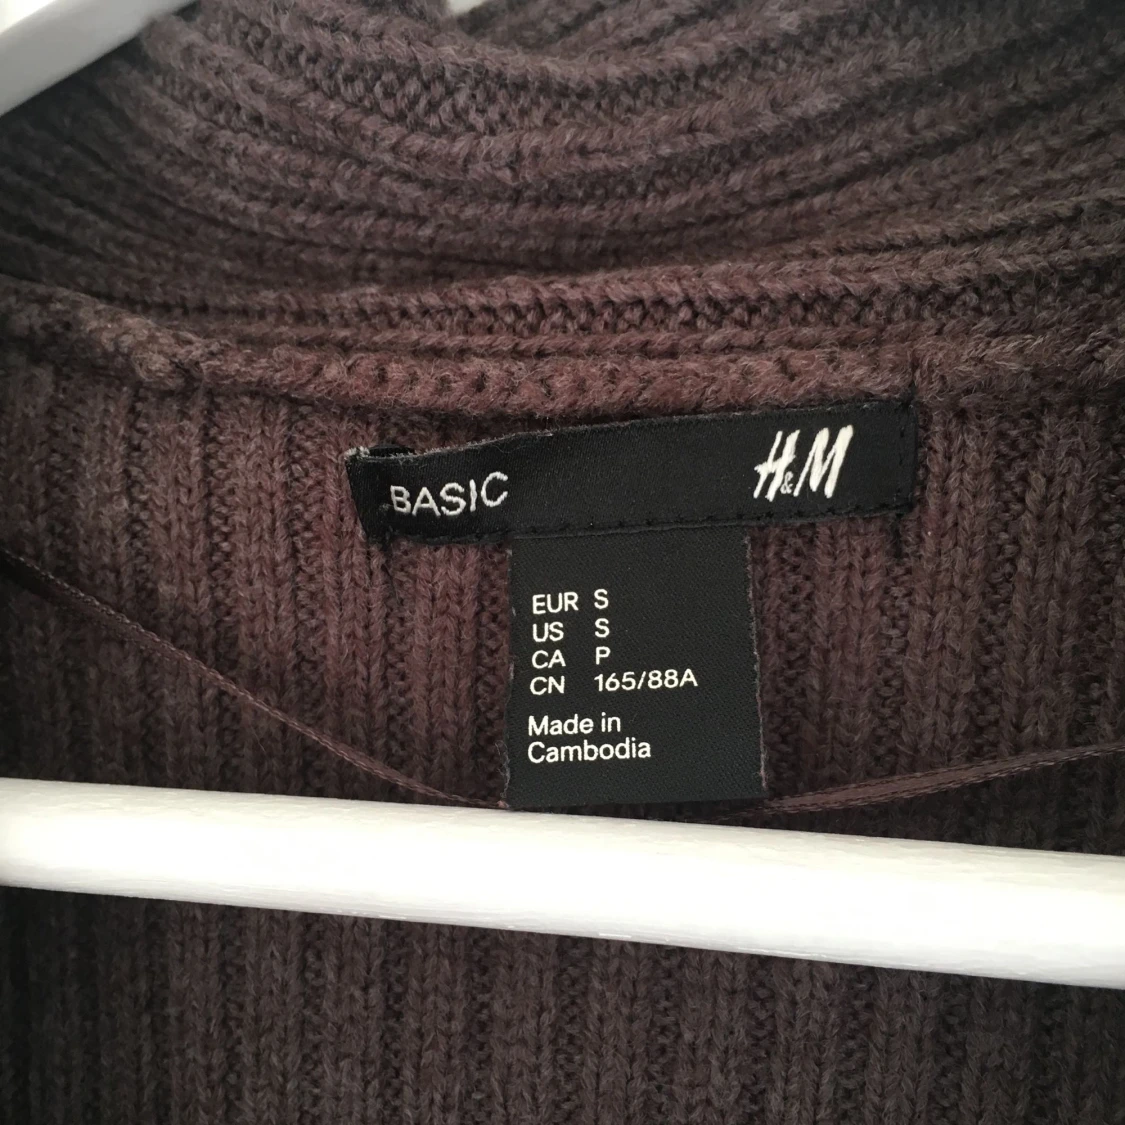 BASIC H&M
EUR S
US S
CA P
CN 165/88A
Made in
Cambodia